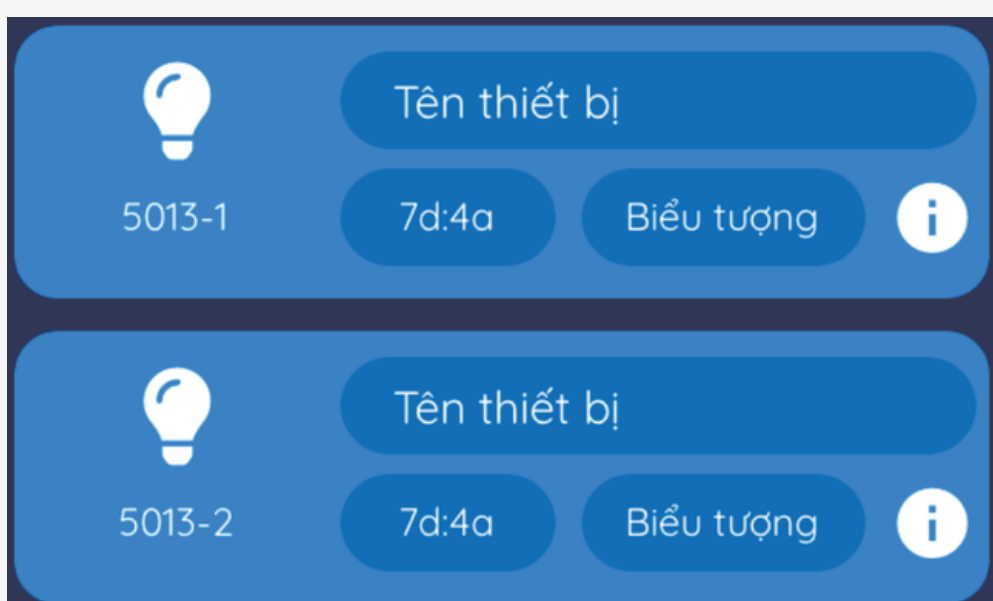 Tên thiết bị
5013-1
7d:4a
Biểu tượng
Tên thiết bị
5013-2
7d:4a
Biểu tượng